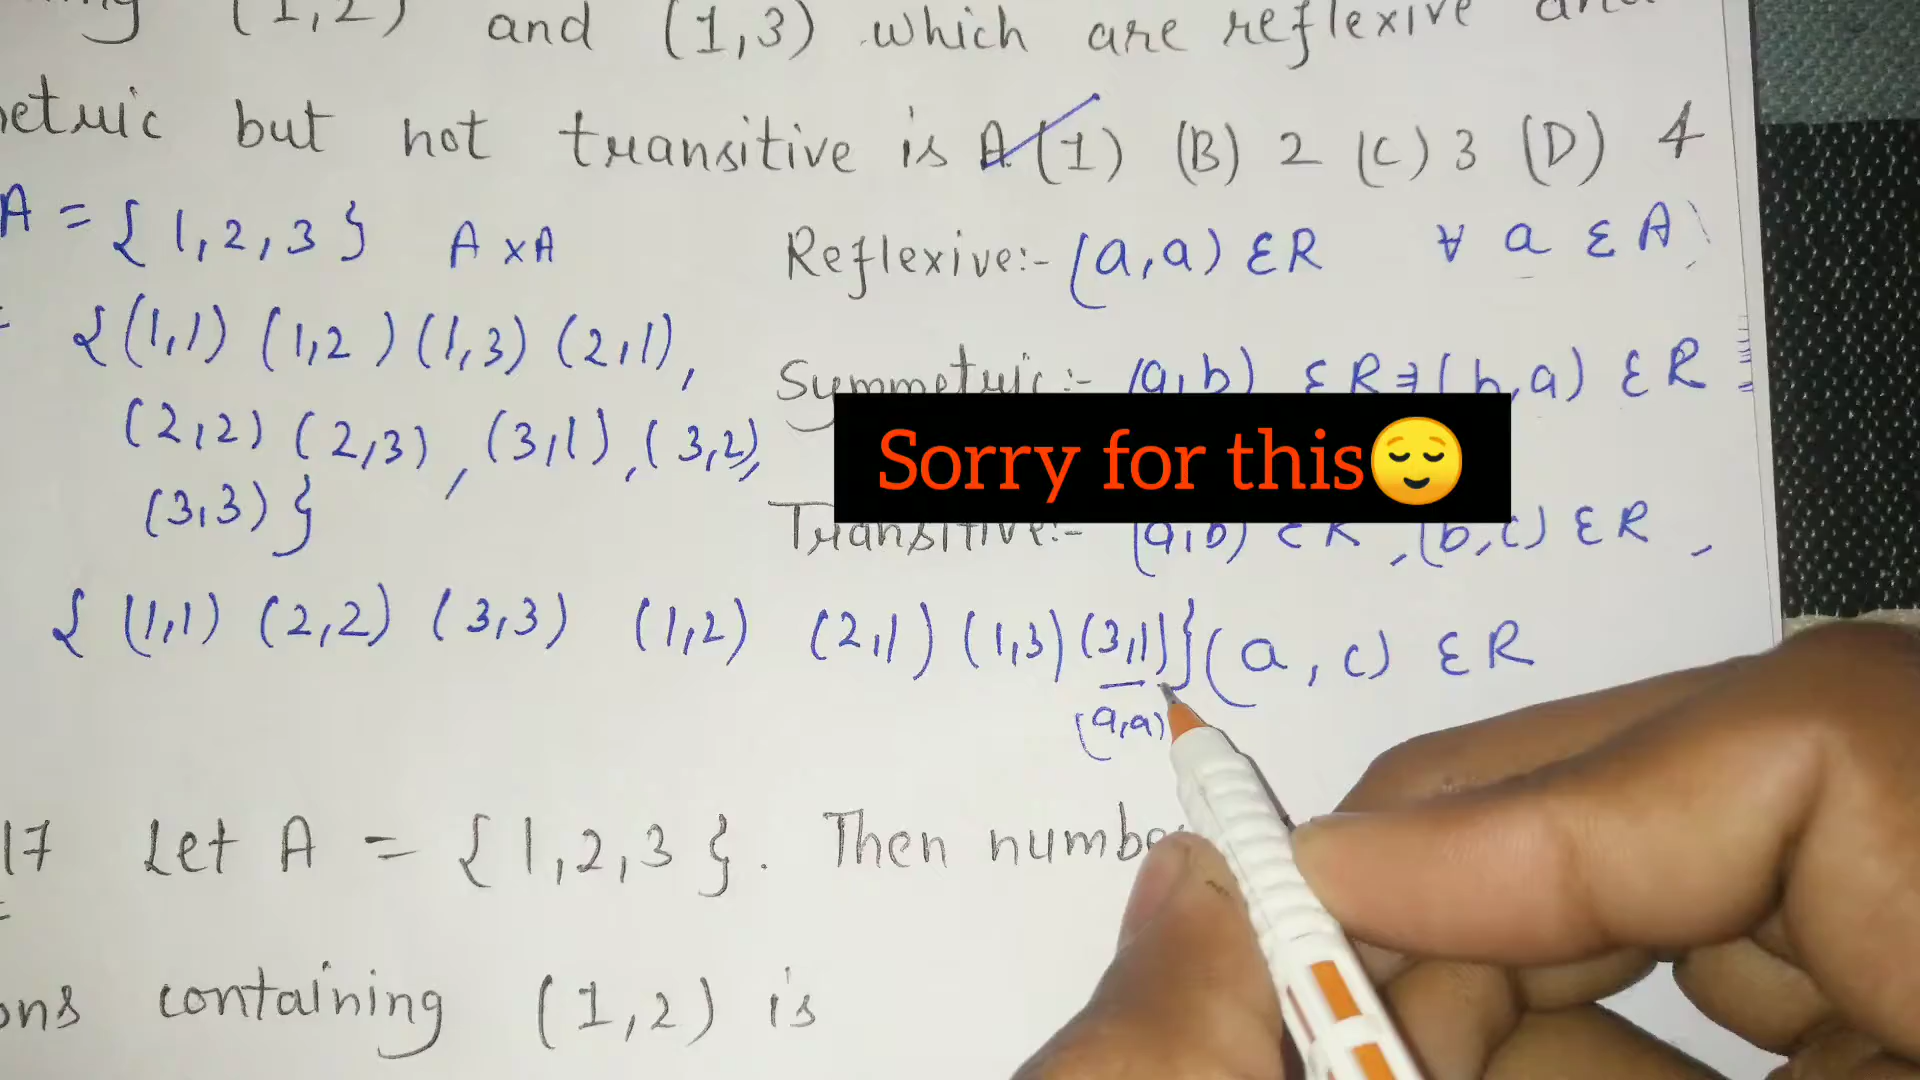 (1,2) and (1,3) which are reflexive and
but not transitive is A (1) (B) 2 (C) 3 (D) 4
A = { 1, 2, 3 } A x A
Reflexive:- (a,a) ε R ∀ a ε A
{ (1,1) (1,2) (1,3) (2,1),
Symmetric:- (a,b) ε R ∃ (b,a) ε R
(2,2) (2,3), (3,1), (3,2),
Sorry for this😌
(3,3) }
Transitive:- (a,b) ε R, (b,c) ε R,
{ (1,1) (2,2) (3,3) (1,2) (2,1) (1,3) (3,1) } (a, c) ε R
(a,a)
17 Let A = { 1, 2, 3 }. Then
containing (1,2) is